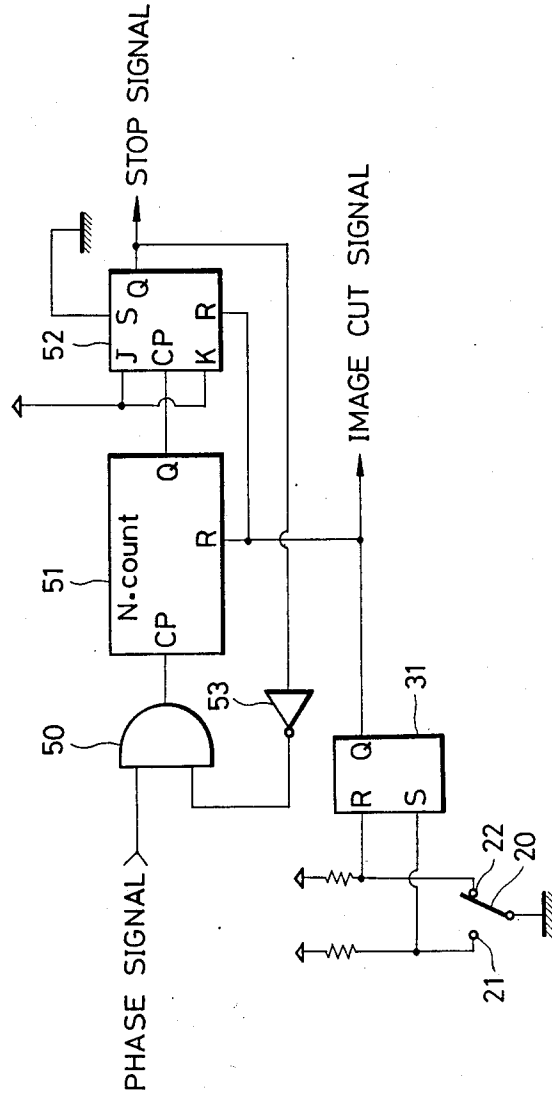 PHASE SIGNAL
50
CP
51
N.count
R
Q
52
J
S
CP
Q
K
R
STOP SIGNAL
53
IMAGE CUT SIGNAL
31
R
Q
S
21
22
20